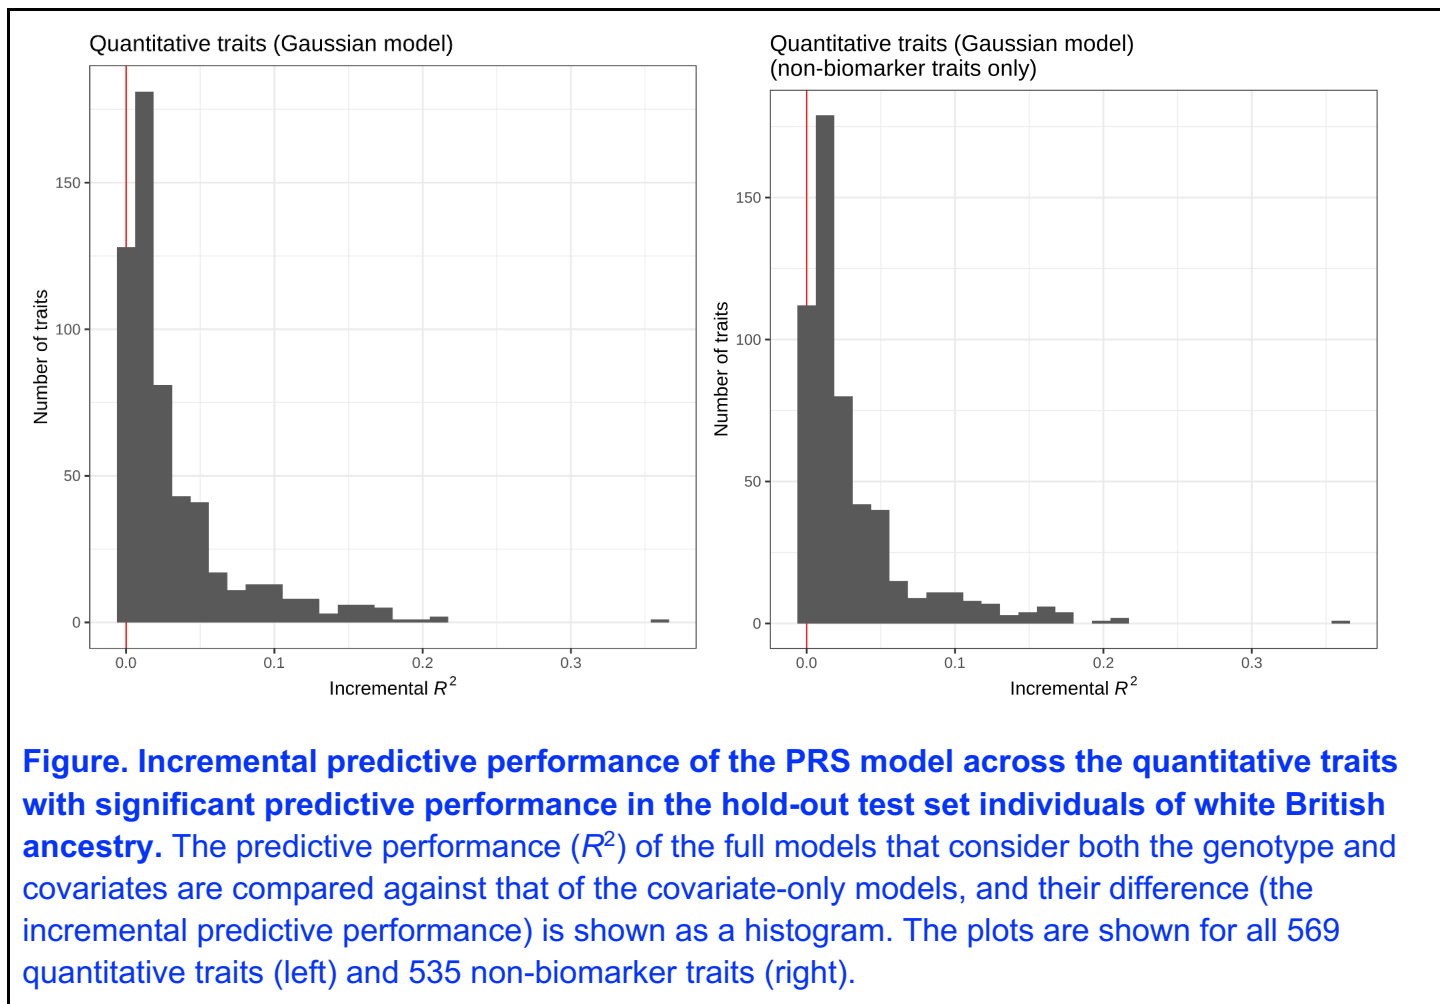 Quantitative traits (Gaussian model)
Number of traits
150
100
50
0
0.0 0.1 0.2 0.3
Incremental R²
Quantitative traits (Gaussian model)
(non-biomarker traits only)
Number of traits
150
100
50
0
0.0 0.1 0.2 0.3
Incremental R²
Figure. Incremental predictive performance of the PRS model across the quantitative traits
with significant predictive performance in the hold-out test set individuals of white British
ancestry. The predictive performance (R²) of the full models that consider both the genotype and
covariates are compared against that of the covariate-only models, and their difference (the
incremental predictive performance) is shown as a histogram. The plots are shown for all 569
quantitative traits (left) and 535 non-biomarker traits (right).